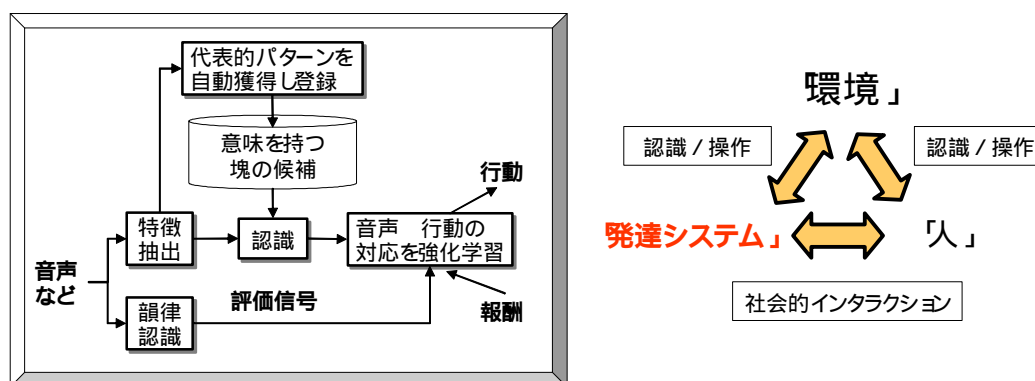 代表的パターンを
自動獲得し登録
意味を持つ
塊の候補
行動
特徴
抽出
認識
音声　行動の
対応を強化学習
音声
など
評価信号
韻律
認識
報酬
「環境」
認識 / 操作
認識 / 操作
「発達システム」
「人」
社会的インタラクション